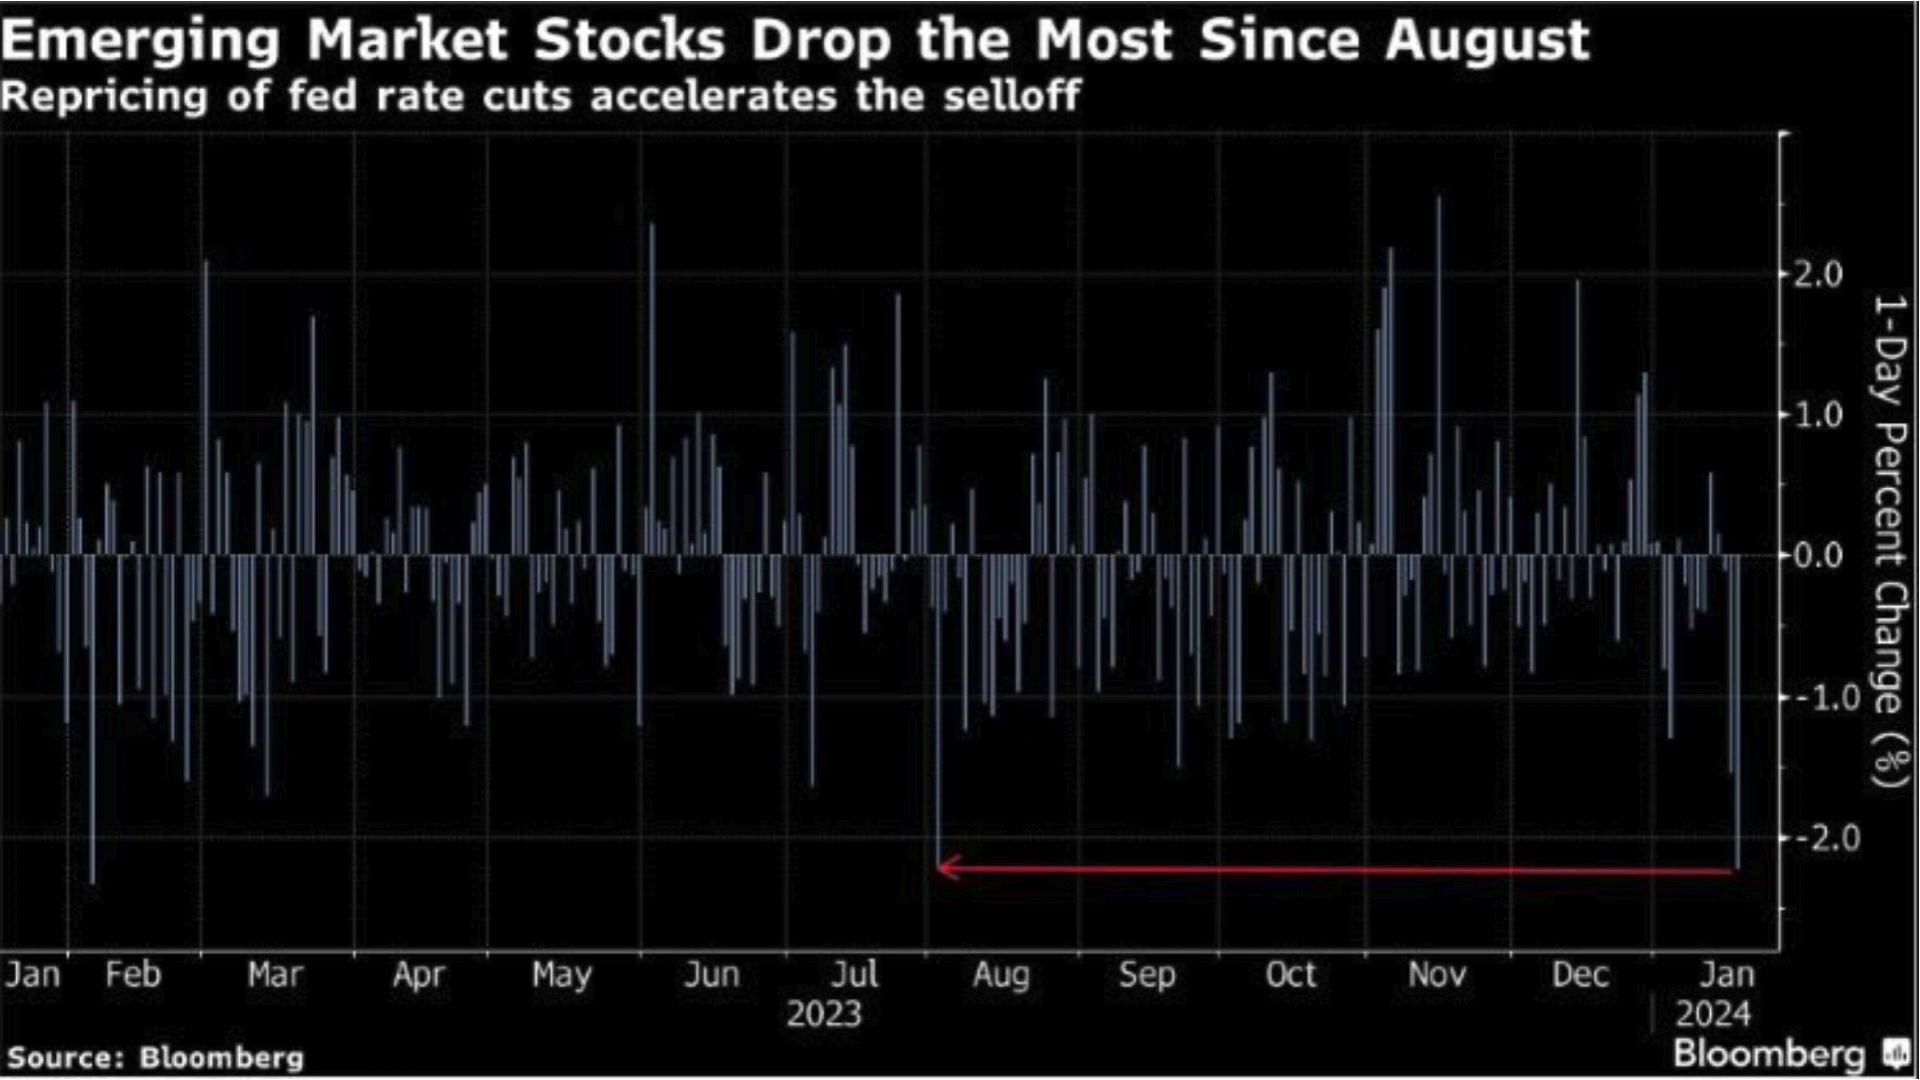 Emerging Market Stocks Drop the Most Since August
Repricing of fed rate cuts accelerates the selloff
2.0
1.0
0.0
-1.0
-2.0
1-Day Percent Change (%)
Jan Feb Mar Apr May Jun Jul Aug Sep Oct Nov Dec Jan
2023 2024
Source: Bloomberg
Bloomberg